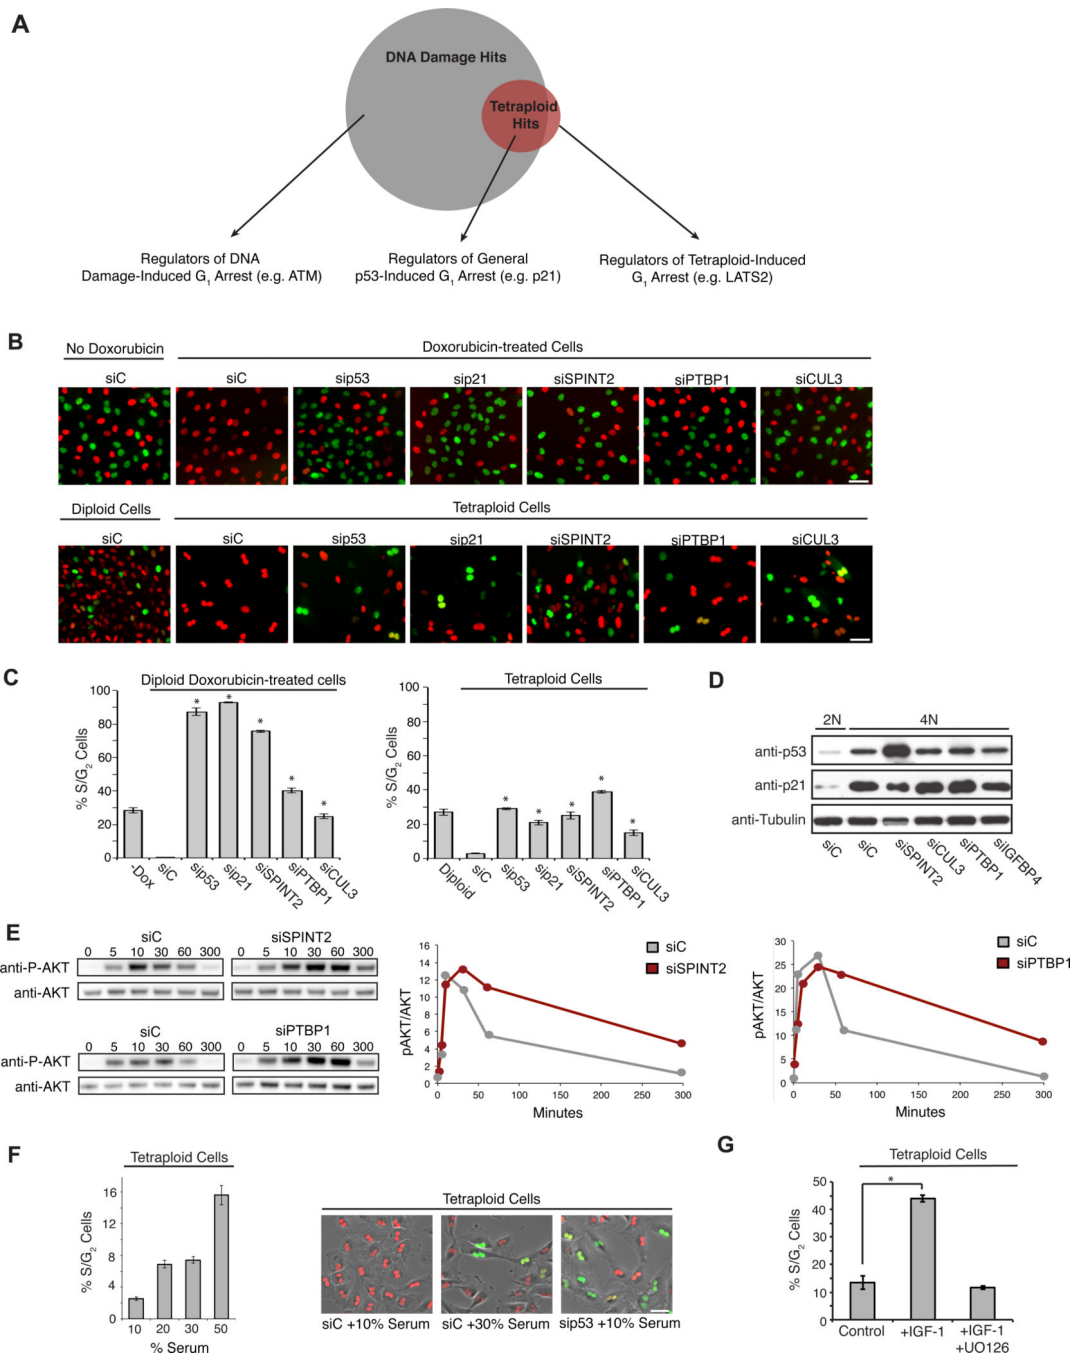 A
DNA Damage Hits
Tetraploid
Hits
Regulators of DNA
Damage-Induced G1 Arrest (e.g. ATM)
Regulators of General
p53-Induced G1 Arrest (e.g. p21)
Regulators of Tetraploid-Induced
G1 Arrest (e.g. LATS2)
B
No Doxorubicin
Doxorubicin-treated Cells
siC siC sip53 sip21 siSPINT2 siPTBP1 siCUL3
Diploid Cells
Tetraploid Cells
siC siC sip53 sip21 siSPINT2 siPTBP1 siCUL3
C
Diploid Doxorubicin-treated cells
% S/G2 Cells
100
80
60
40
20
0
* * * * *
-Dox siC sip53 sip21 siSPINT2 siPTBP1 siCUL3
Tetraploid Cells
% S/G2 Cells
100
80
60
40
20
0
* * * * *
Diploid siC sip53 sip21 siSPINT2 siPTBP1 siCUL3
D
2N 4N
anti-p53
anti-p21
anti-Tubulin
siC siC siSPINT2 siCUL3 siPTBP1 siIGFBP4
E
siC siSPINT2
0 5 10 30 60 300 0 5 10 30 60 300
anti-P-AKT
anti-AKT
siC siPTBP1
0 5 10 30 60 300 0 5 10 30 60 300
anti-P-AKT
anti-AKT
pAKT/AKT
16
14
12
10
8
6
4
2
0
0 50 100 150 200 250 300
Minutes
siC
siSPINT2
pAKT/AKT
30
25
20
15
10
5
0
0 50 100 150 200 250 300
Minutes
siC
siPTBP1
F
Tetraploid Cells
% S/G2 Cells
16
12
8
4
0
10 20 30 50
% Serum
Tetraploid Cells
siC +10% Serum siC +30% Serum sip53 +10% Serum
G
Tetraploid Cells
% S/G2 Cells
50
40
30
20
10
0
*
Control +IGF-1 +IGF-1
+UO126